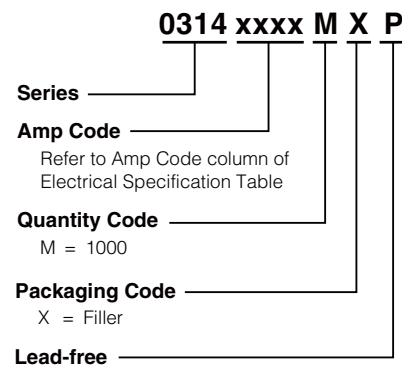 0314 xxxx M X P
Series
Amp Code
Refer to Amp Code column of
Electrical Specification Table
Quantity Code
M = 1000
Packaging Code
X = Filler
Lead-free